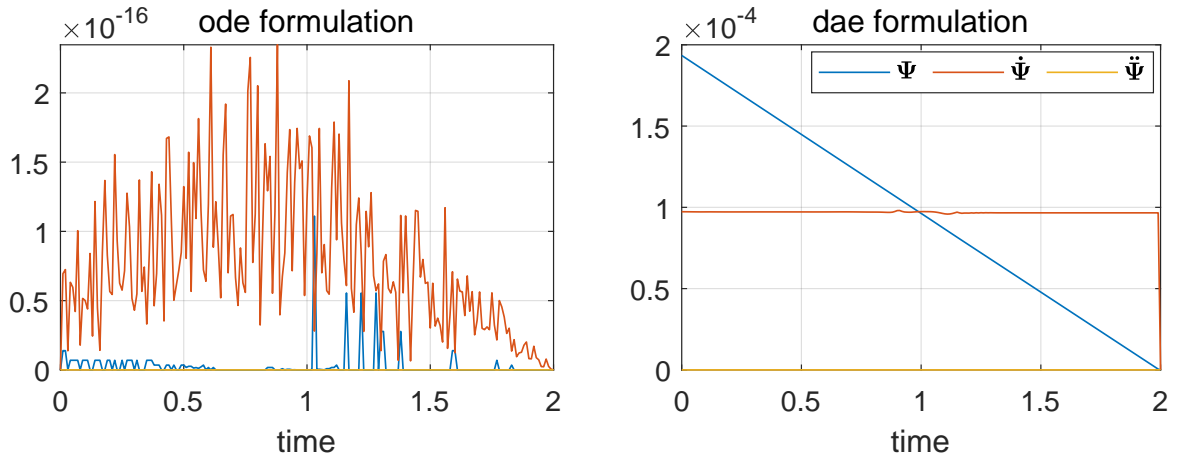 ode formulation
×10⁻¹⁶
2
1.5
1
0.5
0
0 0.5 1 1.5 2
time
dae formulation
×10⁻⁴
Ψ Ψ̇ Ψ̈
2
1.5
1
0.5
0
0 0.5 1 1.5 2
time